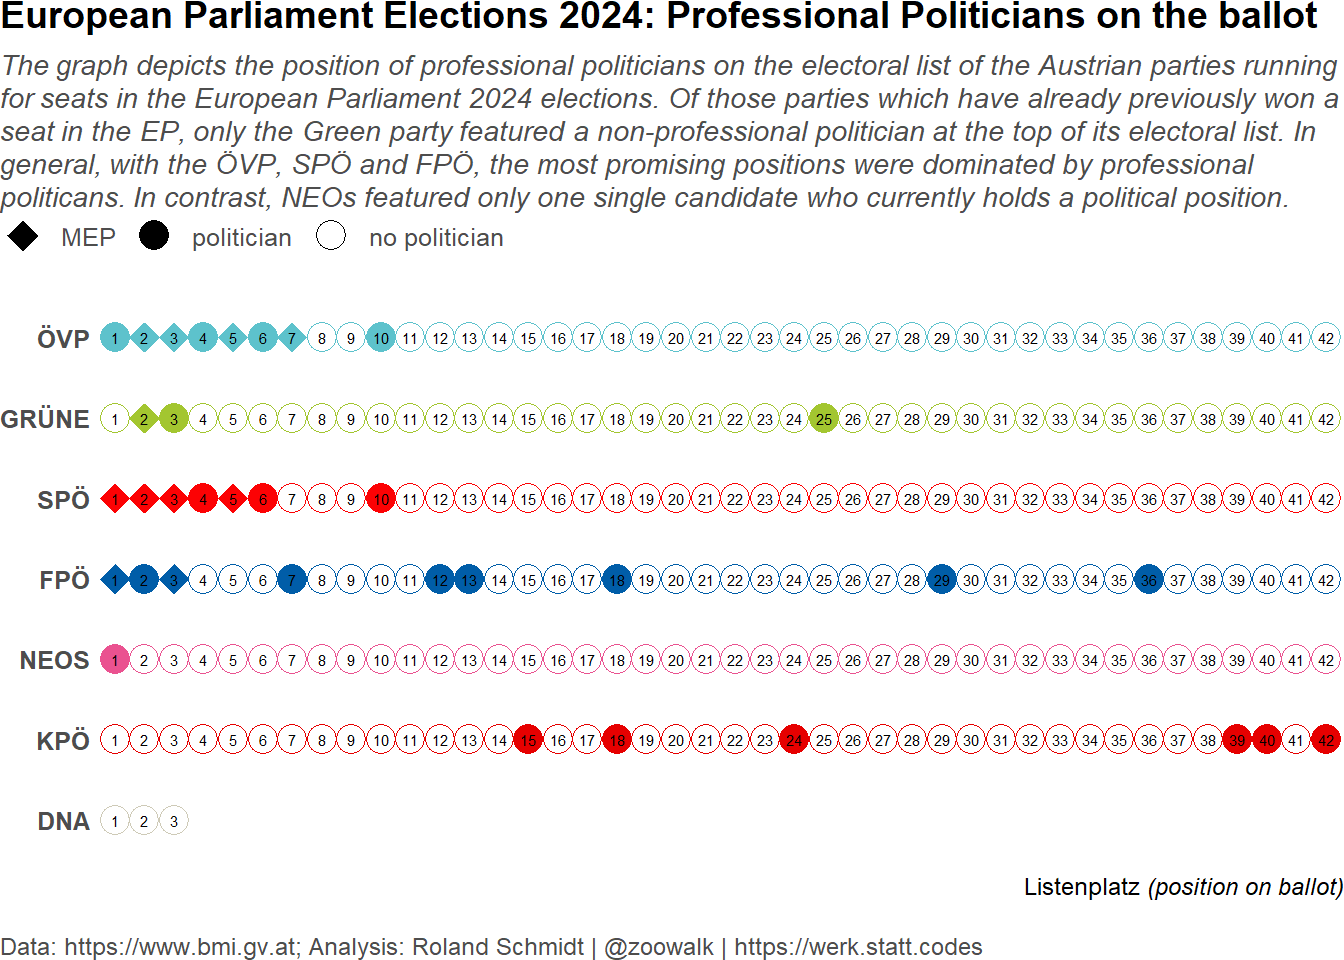 European Parliament Elections 2024: Professional Politicians on the ballot
The graph depicts the position of professional politicians on the electoral list of the Austrian parties running
for seats in the European Parliament 2024 elections. Of those parties which have already previously won a
seat in the EP, only the Green party featured a non-professional politician at the top of its electoral list. In
general, with the ÖVP, SPÖ and FPÖ, the most promising positions were dominated by professional
politicans. In contrast, NEOs featured only one single candidate who currently holds a political position.
MEP politician no politician
ÖVP 1 2 3 4 5 6 7 8 9 10 11 12 13 14 15 16 17 18 19 20 21 22 23 24 25 26 27 28 29 30 31 32 33 34 35 36 37 38 39 40 41 42
GRÜNE 1 2 3 4 5 6 7 8 9 10 11 12 13 14 15 16 17 18 19 20 21 22 23 24 25 26 27 28 29 30 31 32 33 34 35 36 37 38 39 40 41 42
SPÖ 1 2 3 4 5 6 7 8 9 10 11 12 13 14 15 16 17 18 19 20 21 22 23 24 25 26 27 28 29 30 31 32 33 34 35 36 37 38 39 40 41 42
FPÖ 1 2 3 4 5 6 7 8 9 10 11 12 13 14 15 16 17 18 19 20 21 22 23 24 25 26 27 28 29 30 31 32 33 34 35 36 37 38 39 40 41 42
NEOS 1 2 3 4 5 6 7 8 9 10 11 12 13 14 15 16 17 18 19 20 21 22 23 24 25 26 27 28 29 30 31 32 33 34 35 36 37 38 39 40 41 42
KPÖ 1 2 3 4 5 6 7 8 9 10 11 12 13 14 15 16 17 18 19 20 21 22 23 24 25 26 27 28 29 30 31 32 33 34 35 36 37 38 39 40 41 42
DNA 1 2 3
Listenplatz (position on ballot)
Data: https://www.bmi.gv.at; Analysis: Roland Schmidt | @zoowalk | https://werk.statt.codes